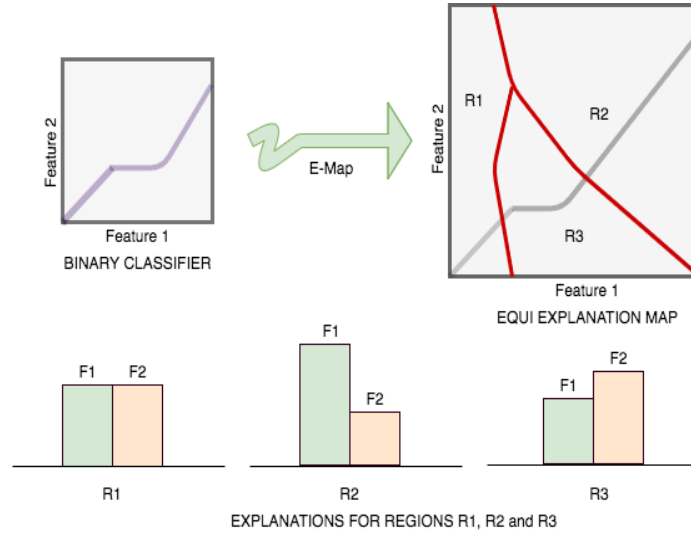 Feature 2
Feature 1
BINARY CLASSIFIER
E-Map
Feature 2
R1
R2
R3
Feature 1
EQUI EXPLANATION MAP
F1 F2
R1
F1
F2
R2
F1
F2
R3
EXPLANATIONS FOR REGIONS R1, R2 and R3